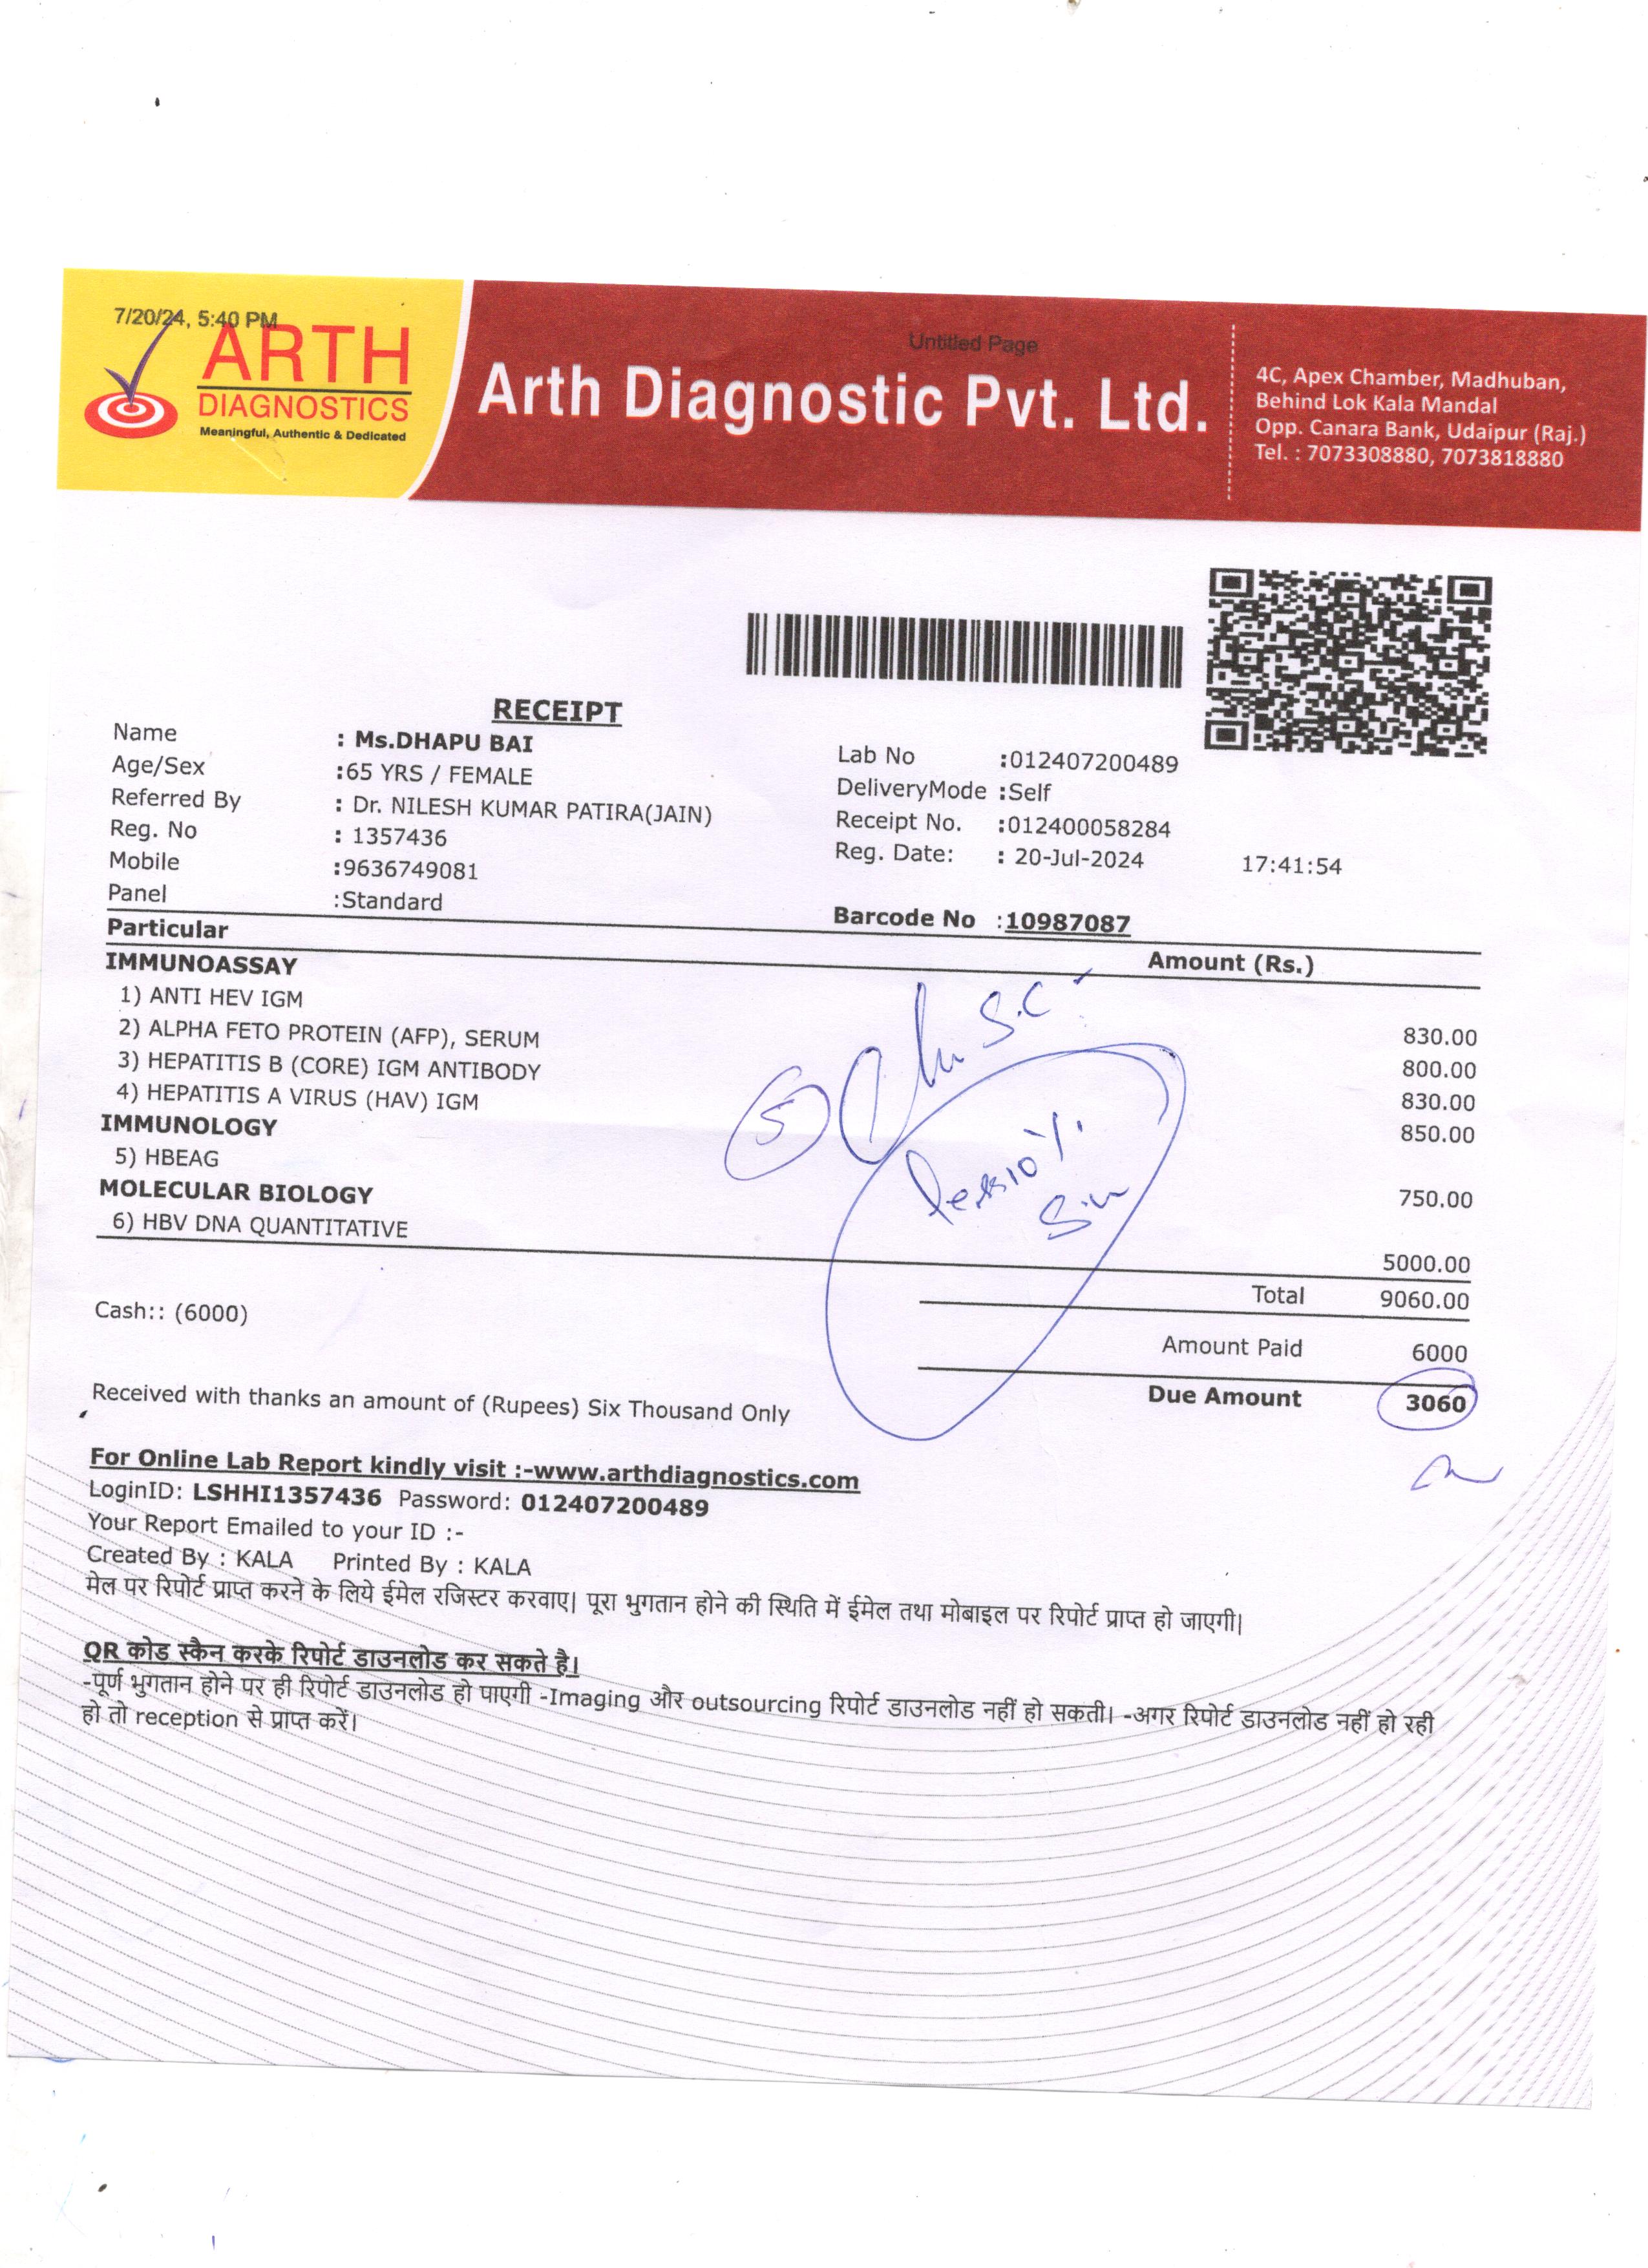 7/20/24, 5:40 PM
Untitled Page
ARTH
DIAGNOSTICS
Meaningful, Authentic & Dedicated
Arth Diagnostic Pvt. Ltd.
4C, Apex Chamber, Madhuban,
Behind Lok Kala Mandal
Opp. Canara Bank, Udaipur (Raj.)
Tel. : 7073308880, 7073818880
RECEIPT
Name : Ms.DHAPU BAI
Age/Sex :65 YRS / FEMALE
Referred By : Dr. NILESH KUMAR PATIRA(JAIN)
Reg. No : 1357436
Mobile :9636749081
Panel :Standard
Lab No :012407200489
DeliveryMode :Self
Receipt No. :012400058284
Reg. Date: : 20-Jul-2024 17:41:54
Barcode No :10987087
Particular Amount (Rs.)
IMMUNOASSAY
1) ANTI HEV IGM 830.00
2) ALPHA FETO PROTEIN (AFP), SERUM 800.00
3) HEPATITIS B (CORE) IGM ANTIBODY 830.00
4) HEPATITIS A VIRUS (HAV) IGM 850.00
IMMUNOLOGY
5) HBEAG 750.00
MOLECULAR BIOLOGY
6) HBV DNA QUANTITATIVE 5000.00
S.C
5
10%
Sir
Total 9060.00
Cash:: (6000)
Amount Paid 6000
Due Amount 3060
Received with thanks an amount of (Rupees) Six Thousand Only
For Online Lab Report kindly visit :-www.arthdiagnostics.com
LoginID: LSHHI1357436 Password: 012407200489
Your Report Emailed to your ID :-
Created By : KALA Printed By : KALA
मेल पर रिपोर्ट प्राप्त करने के लिये ईमेल रजिस्टर करवाए। पूरा भुगतान होने की स्थिति में ईमेल तथा मोबाइल पर रिपोर्ट प्राप्त हो जाएगी।
QR कोड स्कैन करके रिपोर्ट डाउनलोड कर सकते है।
-पूर्ण भुगतान होने पर ही रिपोर्ट डाउनलोड हो पाएगी -Imaging और outsourcing रिपोर्ट डाउनलोड नहीं हो सकती। -अगर रिपोर्ट डाउनलोड नहीं हो रही
हो तो reception से प्राप्त करें।